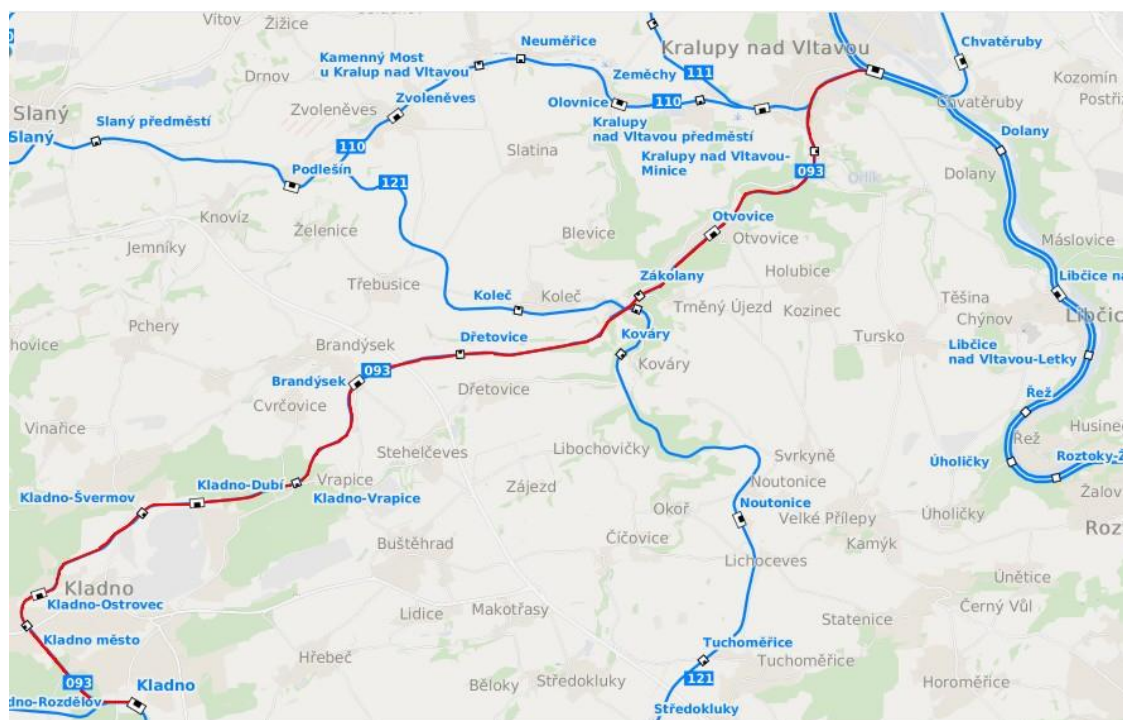 Vítov
Žižice
Neuměřice
Kralupy nad Vltavou
Chvatěruby
Kamenný Most
u Kralup nad Vltavou
Zeměchy
111
Kozomín
Drnov
Zvoleněves
Zvoleněves
Olovnice
110
Chvatěruby
Slaný
Slaný předměstí
Slaný
Kralupy
nad Vltavou předměstí
Dolany
110
Slatina
Kralupy nad Vltavou-
Minice
Podlešín
093
Dolany
121
Knovíz
Otvovice
Želenice
Blevice
Otvovice
Jemníky
Máslovice
Zákolany
Holubice
Třebusice
Koleč
Koleč
Trněný Újezd
Kozinec
Těšina
Chýnov
Pchery
Dřetovice
Tursko
Brandýsek
Kováry
Kováry
Libčice
nad Vltavou-Letky
093
Brandýsek
Dřetovice
Cvrčovice
Řež
Vinařice
Řež
Stehelčeves
Libochovičky
Svrkyně
Úholičky
Kladno-Dubí
Vrapice
Kladno-Švermov
Kladno-Vrapice
Zájezd
Noutonice
Okoř
Noutonice
Velké Přílepy
Úholičky
Číčovice
Buštěhrad
Kamýk
Lichoceves
Kladno
Únětice
Kladno-Ostrovec
Lidice
Makotřasy
Černý Vůl
Statenice
Kladno město
Tuchoměřice
Hřebeč
Tuchoměřice
093
Kladno
Běloky
Středokluky
121
Horoměřice
Středokluky